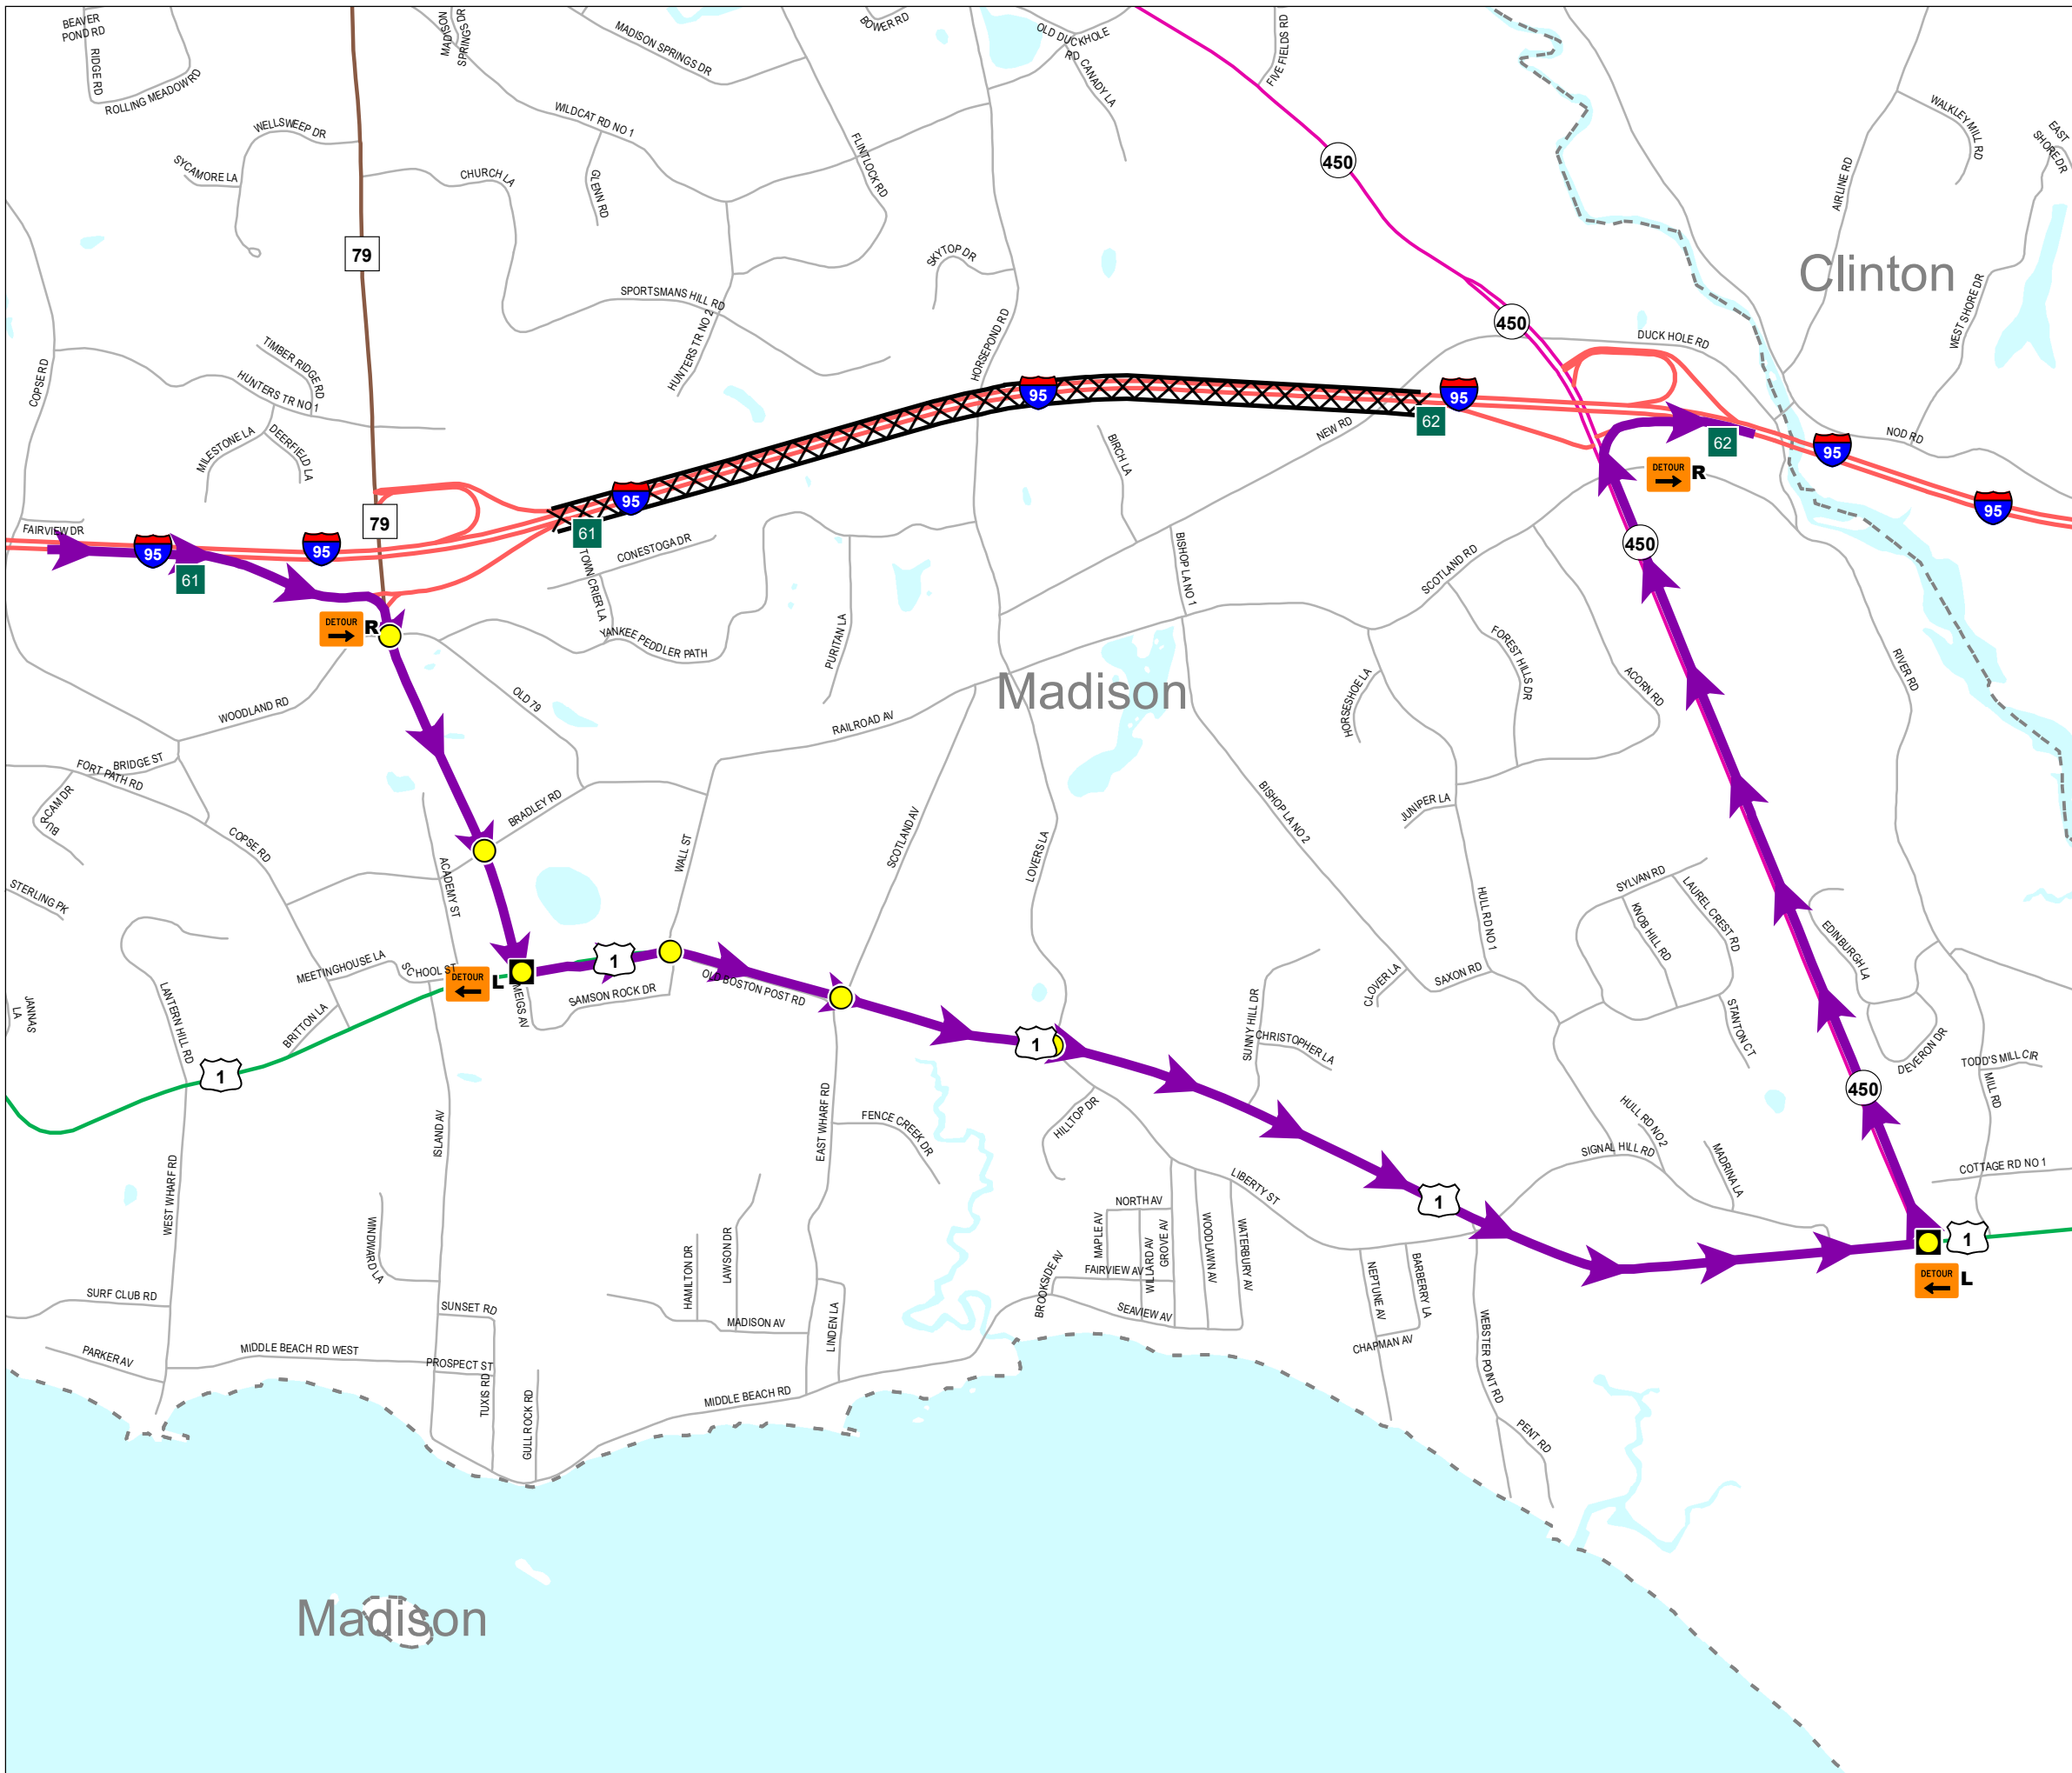 BEAVER
POND RD
RIDGE RD
ROLLING MEADOW RD
MADISON
SPRINGS DR
MADISON SPRINGS DR
BOWER RD
OLD DUCKHOLE
RD
CANADY LA
FIVE FIELDS RD
WALKLEY MILL RD
EAST
SHORE DR
WELLSWEEP DR
WILDCAT RD NO 1
FLINTLOCK RD
450
AIRLINE RD
SYCAMORE LA
CHURCH LA
GLENN RD
79
SKYTOP DR
Clinton
SPORTSMANS HILL RD
HUNTERS TR NO 2
HORSEPOND RD
450
DUCK HOLE RD
WEST SHORE DR
COPSE RD
TIMBER RIDGE RD
HUNTERS TR NO 1
95
95
62
NEW RD
MILESTONE LA
DEERFIELD LA
BIRCH LA
62
NOD RD
95
DETOUR
R
79
95
61
95
FAIRVIEW DR
95
95
61
450
CONESTOGA DR
TOWN CRIER LA
BISHOP LA NO 1
SCOTLAND RD
DETOUR
R
YANKEE PEDDLER PATH
PURITAN LA
FOREST HILLS DR
RIVER RD
WOODLAND RD
OLD 79
Madison
HORSESHOE LA
ACORN RD
RAILROAD AV
BRIDGE ST
FORT PATH RD
BURCAM DR
BRADLEY RD
BISHOP LA NO 2
JUNIPER LA
COPSE RD
WALL ST
SCOTLAND AV
LOVERS LA
ACADEMY ST
STERLING PK
SYLVAN RD
LAUREL CREST RD
KNOB HILL RD
HULL RD NO 1
EDINBURGH LA
MEETINGHOUSE LA
SCHOOL ST
DETOUR
L
1
OLD BOSTON POST RD
SAMSON ROCK DR
MEIGS AV
CLOVER LA
SAXON RD
JANNAS
LA
LANTERN HILL RD
BRITTON LA
SUNNY HILL DR
STANTON CT
1
CHRISTOPHER LA
DEVERON DR
TODD'S MILL CIR
1
450
MILL RD
ISLAND AV
EAST WHARF RD
FENCE CREEK DR
HILLTOP DR
HULL RD NO 2
SIGNAL HILL RD
MADRINA LA
COTTAGE RD NO 1
WEST WHARF RD
LIBERTY ST
NORTH AV
1
WINDWARD LA
MAPLE AV
WILLARD AV
GROVE AV
WOODLAWN AV
WATERBURY AV
1
HAMILTON DR
LAWSON DR
BROOKSIDE AV
FAIRVIEW AV
NEPTUNE AV
BARBERRY LA
DETOUR
L
SURF CLUB RD
SUNSET RD
MADISON AV
LINDEN LA
SEAVIEW AV
WEBSTER POINT RD
CHAPMAN AV
PARKER AV
MIDDLE BEACH RD WEST
PROSPECT ST
TUXIS RD
GULL ROCK RD
MIDDLE BEACH RD
PENT RD
Madison